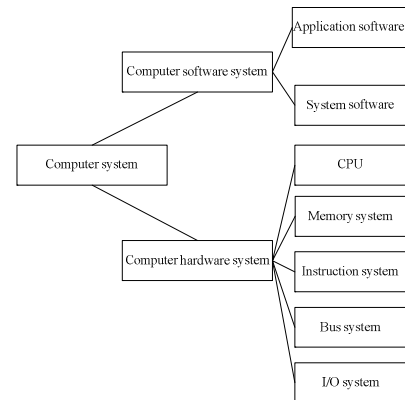 Application software
Computer software system
System software
Computer system
CPU
Memory system
Computer hardware system
Instruction system
Bus system
I/O system